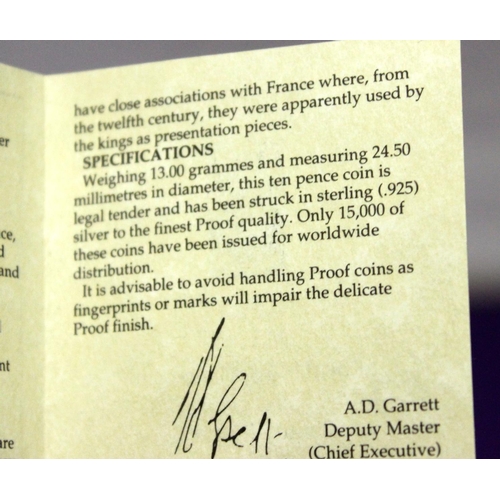 have close associations with France where, from
the twelfth century, they were apparently used by
the kings as presentation pieces.
SPECIFICATIONS
Weighing 13.00 grammes and measuring 24.50
millimetres in diameter, this ten pence coin is
legal tender and has been struck in sterling (.925)
silver to the finest Proof quality. Only 15,000 of
these coins have been issued for worldwide
distribution.
It is advisable to avoid handling Proof coins as
fingerprints or marks will impair the delicate
Proof finish.
A.D. Garrett
Deputy Master
(Chief Executive)